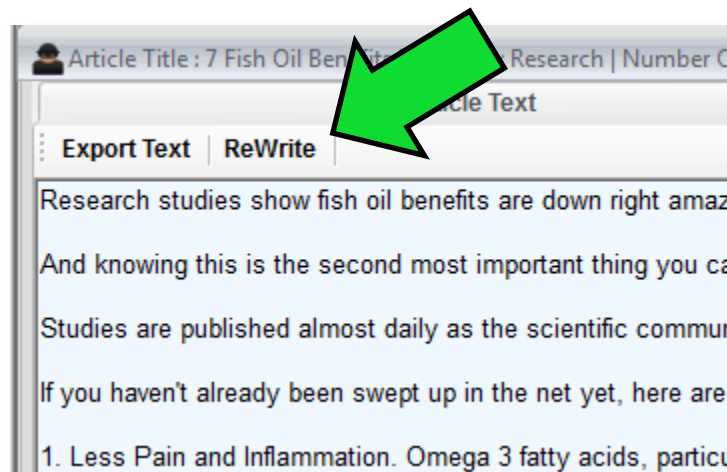 Article Title : 7 Fish Oil Ben Research | Number
cle Text
Export Text ReWrite
Research studies show fish oil benefits are down right amaz
And knowing this is the second most important thing you ca
Studies are published almost daily as the scientific commun
If you haven't already been swept up in the net yet, here are
1. Less Pain and Inflammation. Omega 3 fatty acids, particu